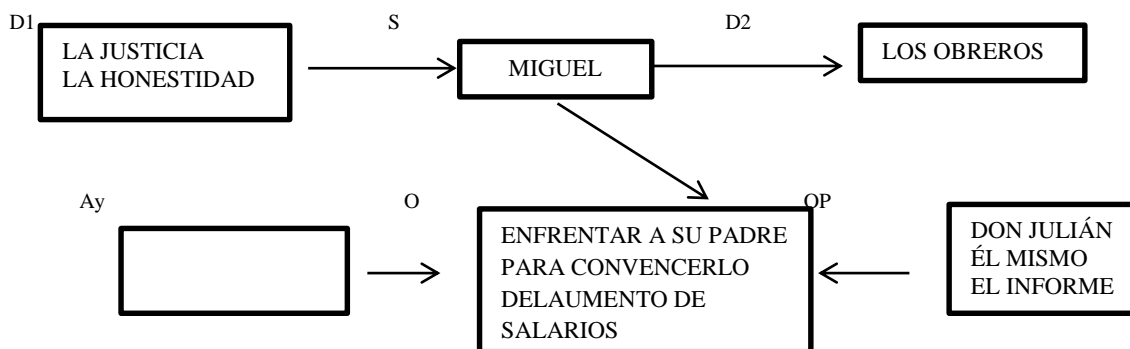 D1
S
D2
LA JUSTICIA
LA HONESTIDAD
MIGUEL
LOS OBREROS
Ay
O
OP
ENFRENTAR A SU PADRE
PARA CONVENCERLO
DELAUMENTO DE
SALARIOS
DON JULIÁN
ÉL MISMO
EL INFORME